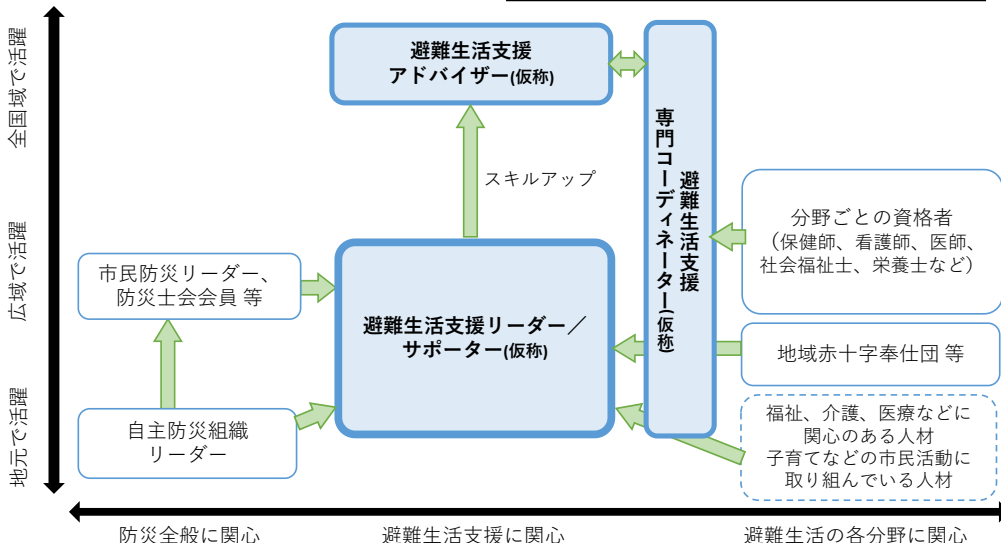 全国域で活躍
広域で活躍
地元で活躍
避難生活支援
アドバイザー(仮称)
スキルアップ
避難生活支援
専門コーディネーター(仮称)
分野ごとの資格者
（保健師、看護師、医師、
社会福祉士、栄養士など）
市民防災リーダー、
防災士会会員 等
避難生活支援リーダー／
サポーター(仮称)
地域赤十字奉仕団 等
自主防災組織
リーダー
福祉、介護、医療などに
関心のある人材
子育てなどの市民活動に
取り組んでいる人材
防災全般に関心
避難生活支援に関心
避難生活の各分野に関心